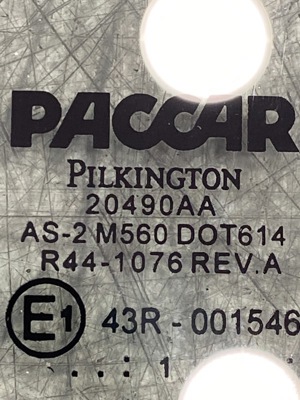 PACCAR
PILKINGTON
20490AA
AS-2 M560 DOT614
R44-1076 REV.A
E1 43R - 001546
..: 1